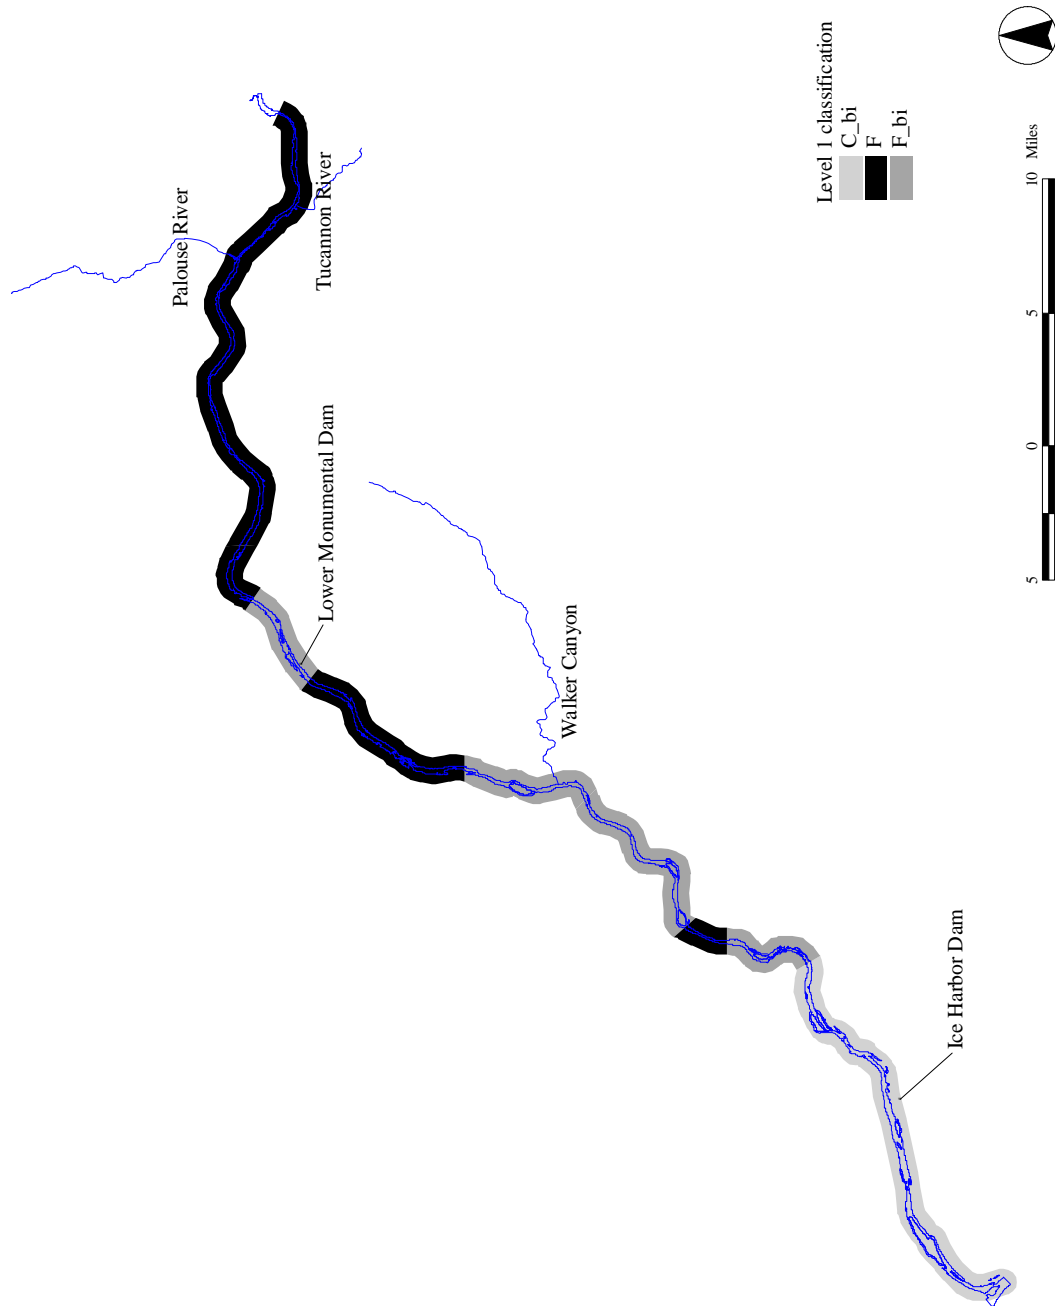 Palouse River
Tucannon River
Lower Monumental Dam
Walker Canyon
Ice Harbor Dam
Level 1 classification
C_bi
F
F_bi
5 0 5 10 Miles